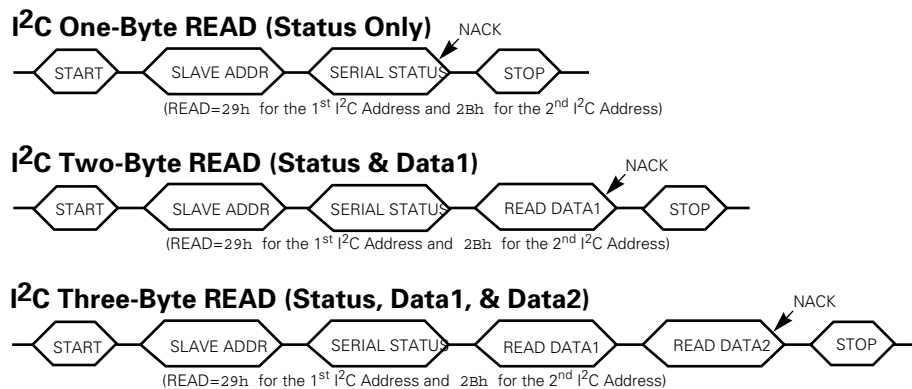 I²C One-Byte READ (Status Only)
NACK
START SLAVE ADDR SERIAL STATUS STOP
(READ=29h for the 1st I²C Address and 2Bh for the 2nd I²C Address)
I²C Two-Byte READ (Status & Data1)
NACK
START SLAVE ADDR SERIAL STATUS READ DATA1 STOP
(READ=29h for the 1st I²C Address and 2Bh for the 2nd I²C Address)
I²C Three-Byte READ (Status, Data1, & Data2)
NACK
START SLAVE ADDR SERIAL STATUS READ DATA1 READ DATA2 STOP
(READ=29h for the 1st I²C Address and 2Bh for the 2nd I²C Address)